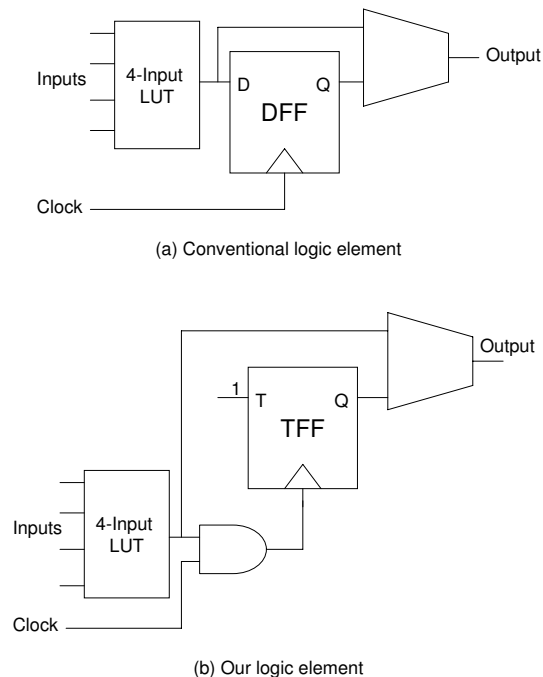 Inputs
4-Input
LUT
D
Q
DFF
Output
Clock
(a) Conventional logic element
1
T
Q
TFF
Output
Inputs
4-Input
LUT
Clock
(b) Our logic element